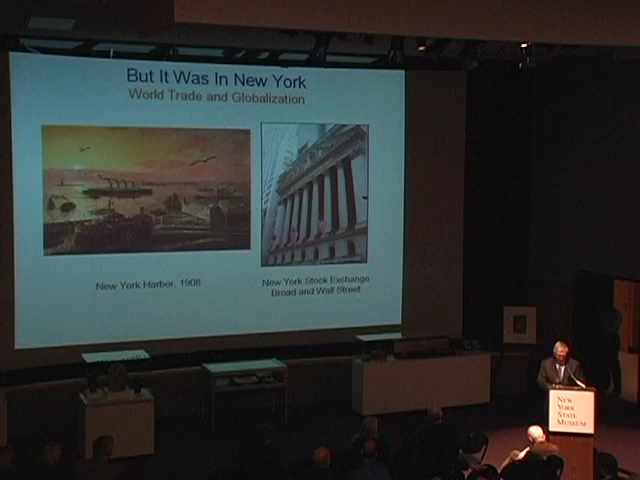 But It Was In New York
World Trade and Globalization
New York Harbor, 1908
New York Stock Exchange
Broad and Wall Street
NEW
YORK
STATE
MUSEUM